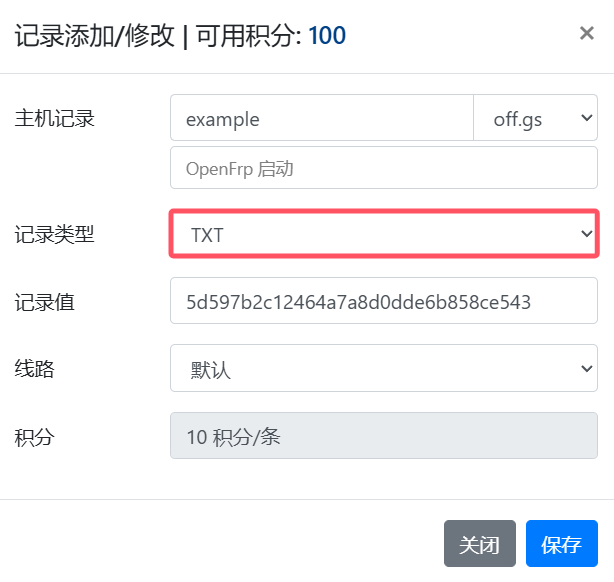 记录添加/修改 | 可用积分: 100
×
主机记录
example
off.gs
OpenFrp 启动
记录类型
TXT
记录值
5d597b2c12464a7a8d0dde6b858ce543
线路
默认
积分
10 积分/条
关闭
保存